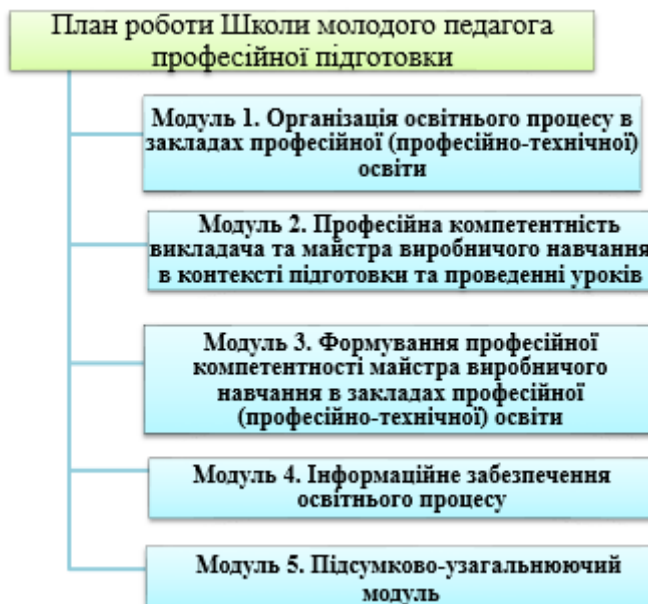 План роботи Школи молодого педагога
професійної підготовки
Модуль 1. Організація освітнього процесу в
закладах професійної (професійно-технічної)
освіти
Модуль 2. Професійна компетентність
викладача та майстра виробничого навчання
в контексті підготовки та проведенні уроків
Модуль 3. Формування професійної
компетентності майстра виробничого
навчання в закладах професійної
(професійно-технічної) освіти
Модуль 4. Інформаційне забезпечення
освітнього процесу
Модуль 5. Підсумково-узагальнюючий
модуль